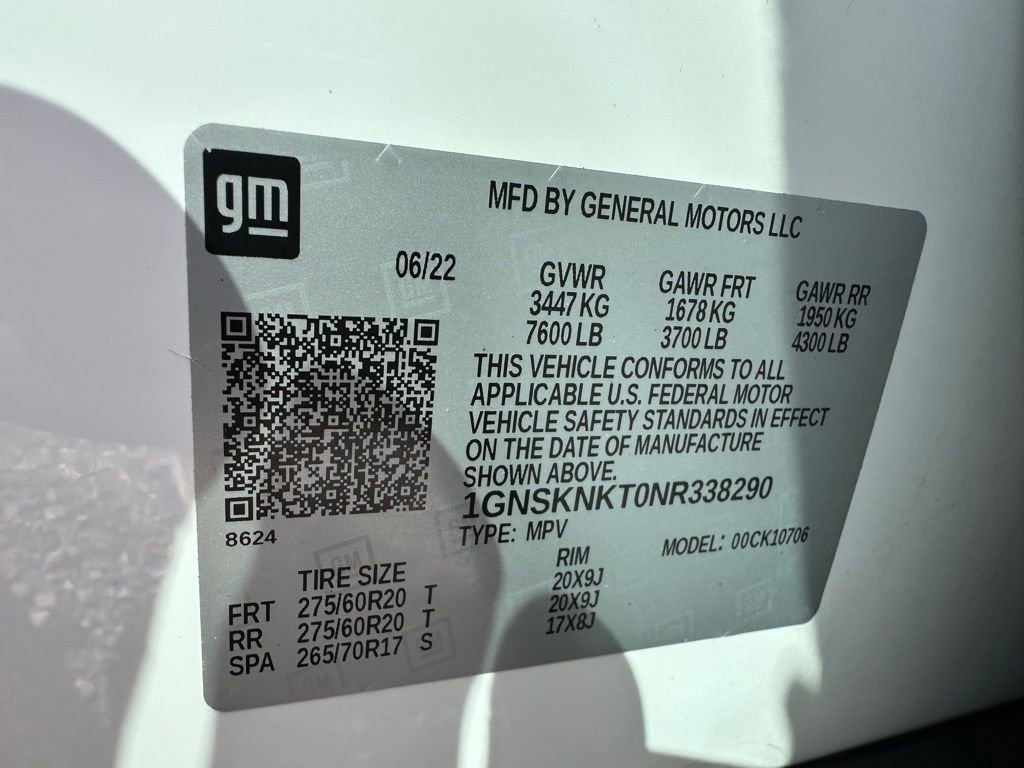 gm
MFD BY GENERAL MOTORS LLC
06/22
GVWR GAWR FRT GAWR RR
3447 KG 1678 KG 1950 KG
7600 LB 3700 LB 4300 LB
THIS VEHICLE CONFORMS TO ALL
APPLICABLE U.S. FEDERAL MOTOR
VEHICLE SAFETY STANDARDS IN EFFECT
ON THE DATE OF MANUFACTURE
SHOWN ABOVE.
1GNSKNKT0NR338290
8624
TYPE: MPV MODEL: 00CK10706
TIRE SIZE RIM
FRT 275/60R20 T 20X9J
RR 275/60R20 T 20X9J
SPA 265/70R17 S 17X8J